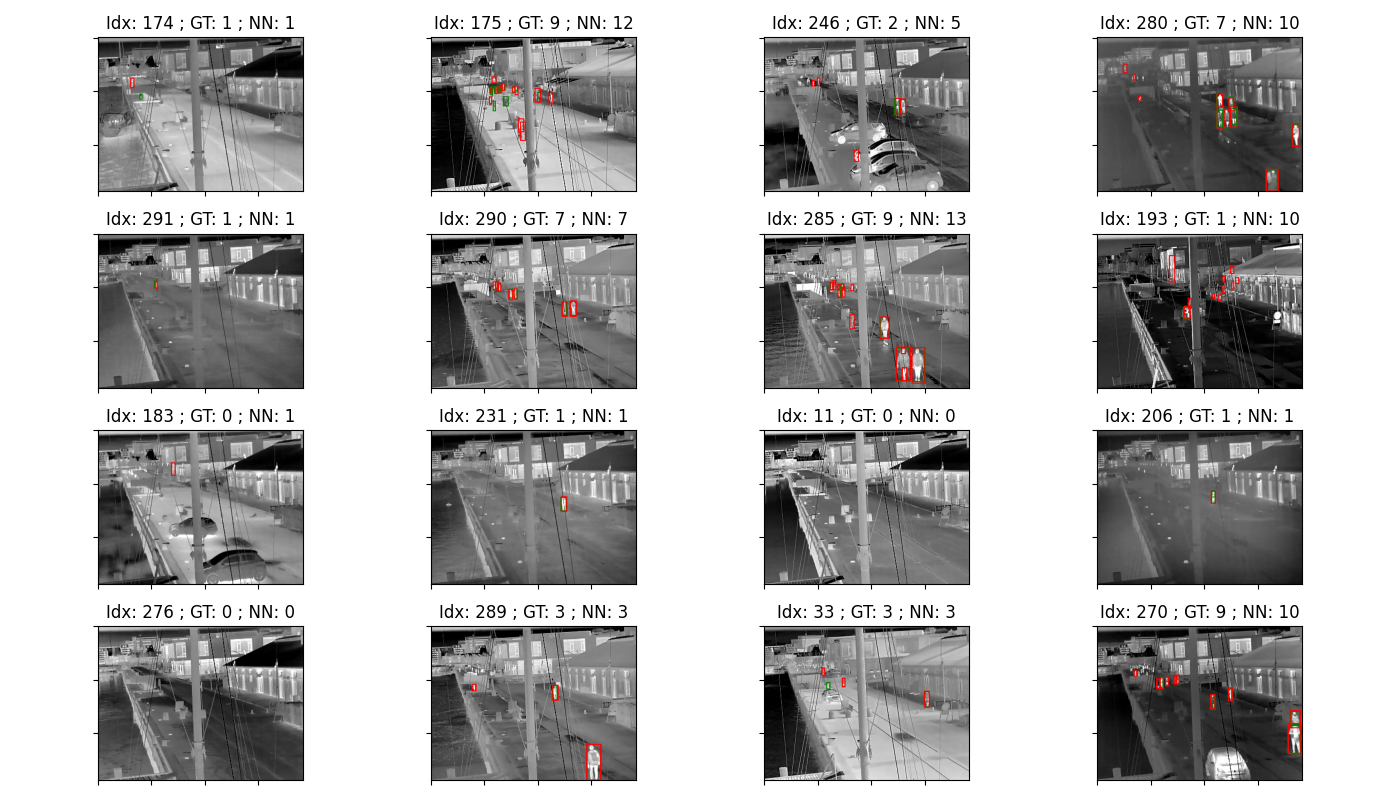 Idx: 174 ; GT: 1 ; NN: 1
Idx: 175 ; GT: 9 ; NN: 12
Idx: 246 ; GT: 2 ; NN: 5
Idx: 280 ; GT: 7 ; NN: 10
Idx: 291 ; GT: 1 ; NN: 1
Idx: 290 ; GT: 7 ; NN: 7
Idx: 285 ; GT: 9 ; NN: 13
Idx: 193 ; GT: 1 ; NN: 10
Idx: 183 ; GT: 0 ; NN: 1
Idx: 231 ; GT: 1 ; NN: 1
Idx: 11 ; GT: 0 ; NN: 0
Idx: 206 ; GT: 1 ; NN: 1
Idx: 276 ; GT: 0 ; NN: 0
Idx: 289 ; GT: 3 ; NN: 3
Idx: 33 ; GT: 3 ; NN: 3
Idx: 270 ; GT: 9 ; NN: 10